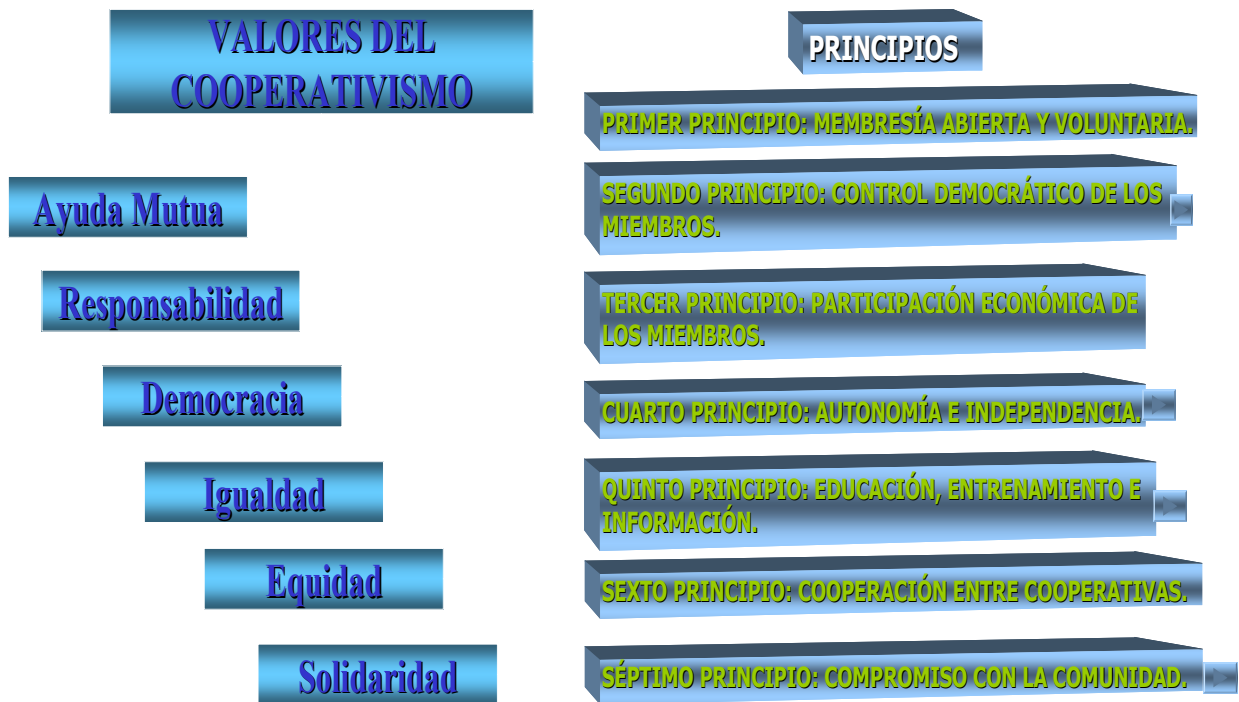 VALORES DEL
COOPERATIVISMO
Ayuda Mutua
Responsabilidad
Democracia
Igualdad
Equidad
Solidaridad
PRINCIPIOS
PRIMER PRINCIPIO: MEMBRESÍA ABIERTA Y VOLUNTARIA.
SEGUNDO PRINCIPIO: CONTROL DEMOCRÁTICO DE LOS
MIEMBROS.
TERCER PRINCIPIO: PARTICIPACIÓN ECONÓMICA DE
LOS MIEMBROS.
CUARTO PRINCIPIO: AUTONOMÍA E INDEPENDENCIA.
QUINTO PRINCIPIO: EDUCACIÓN, ENTRENAMIENTO E
INFORMACIÓN.
SEXTO PRINCIPIO: COOPERACIÓN ENTRE COOPERATIVAS.
SÉPTIMO PRINCIPIO: COMPROMISO CON LA COMUNIDAD.